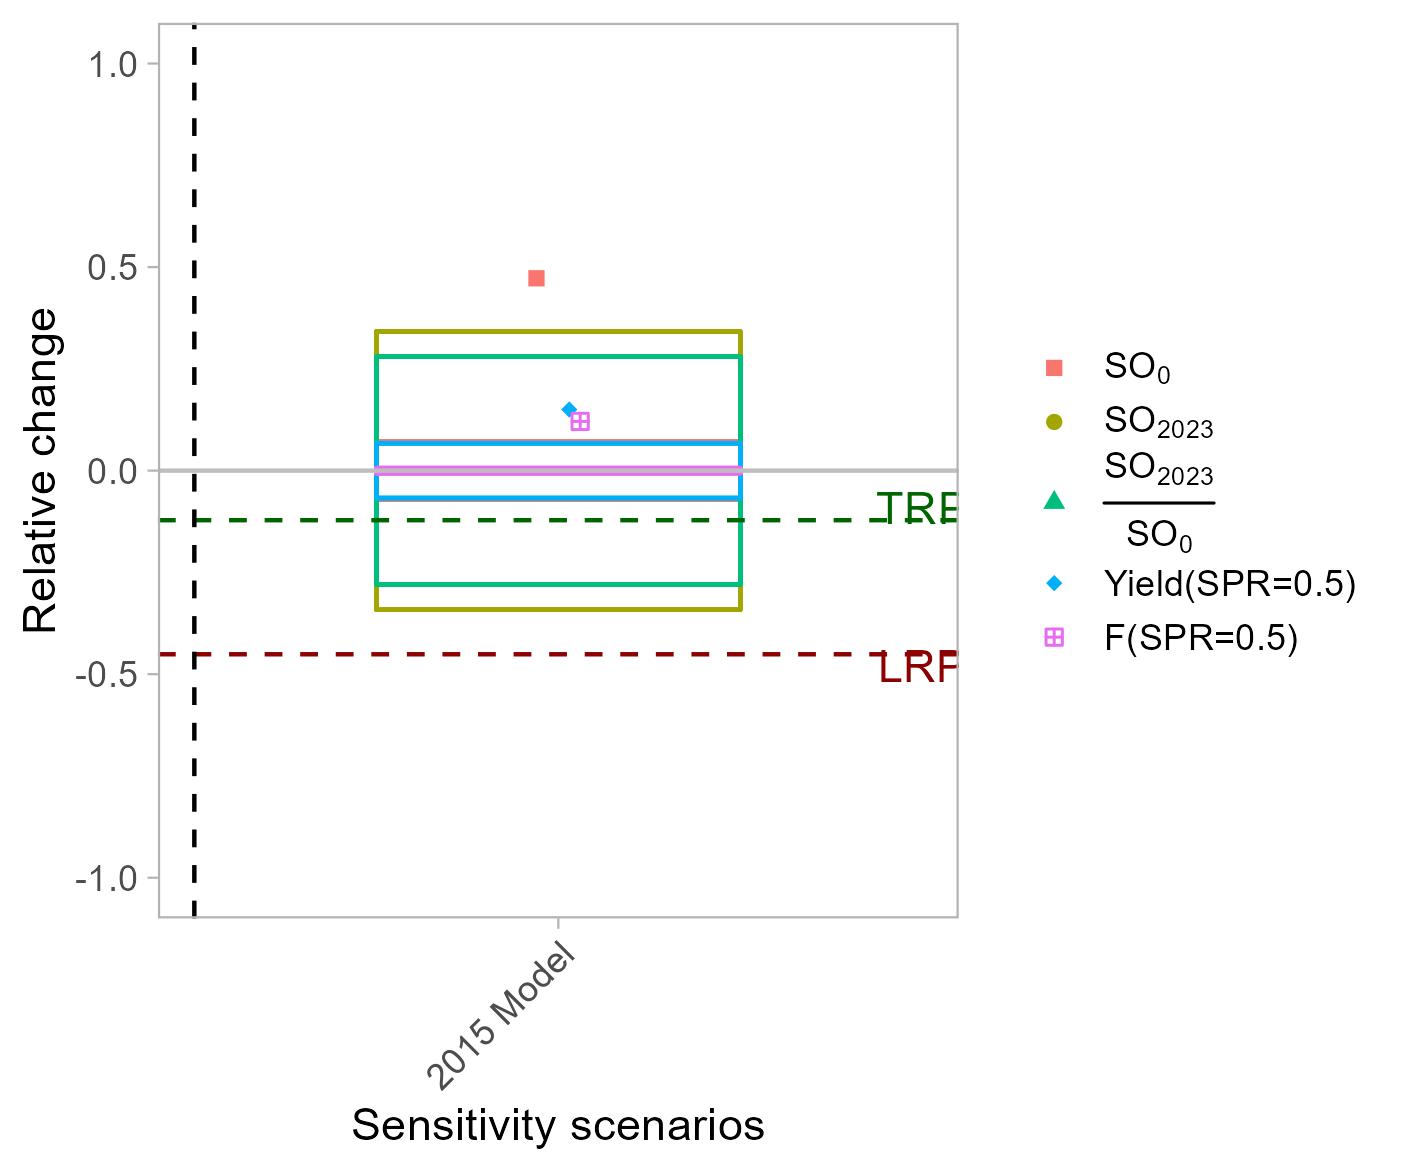 Relative change
1.0
0.5
0.0
-0.5
-1.0
TRP
LRP
2015 Model
Sensitivity scenarios
SO₀
SO₂₀₂₃
SO₂₀₂₃
SO₀
Yield(SPR=0.5)
F(SPR=0.5)